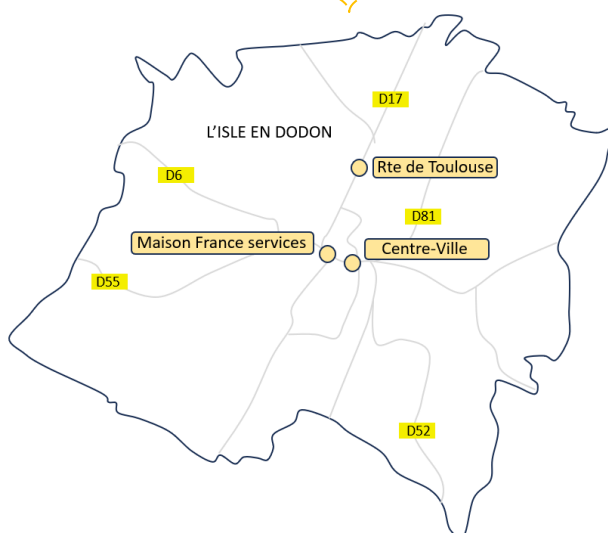 D17
L'ISLE EN DODON
Rte de Toulouse
D6
D81
Maison France services
Centre-Ville
D55
D52